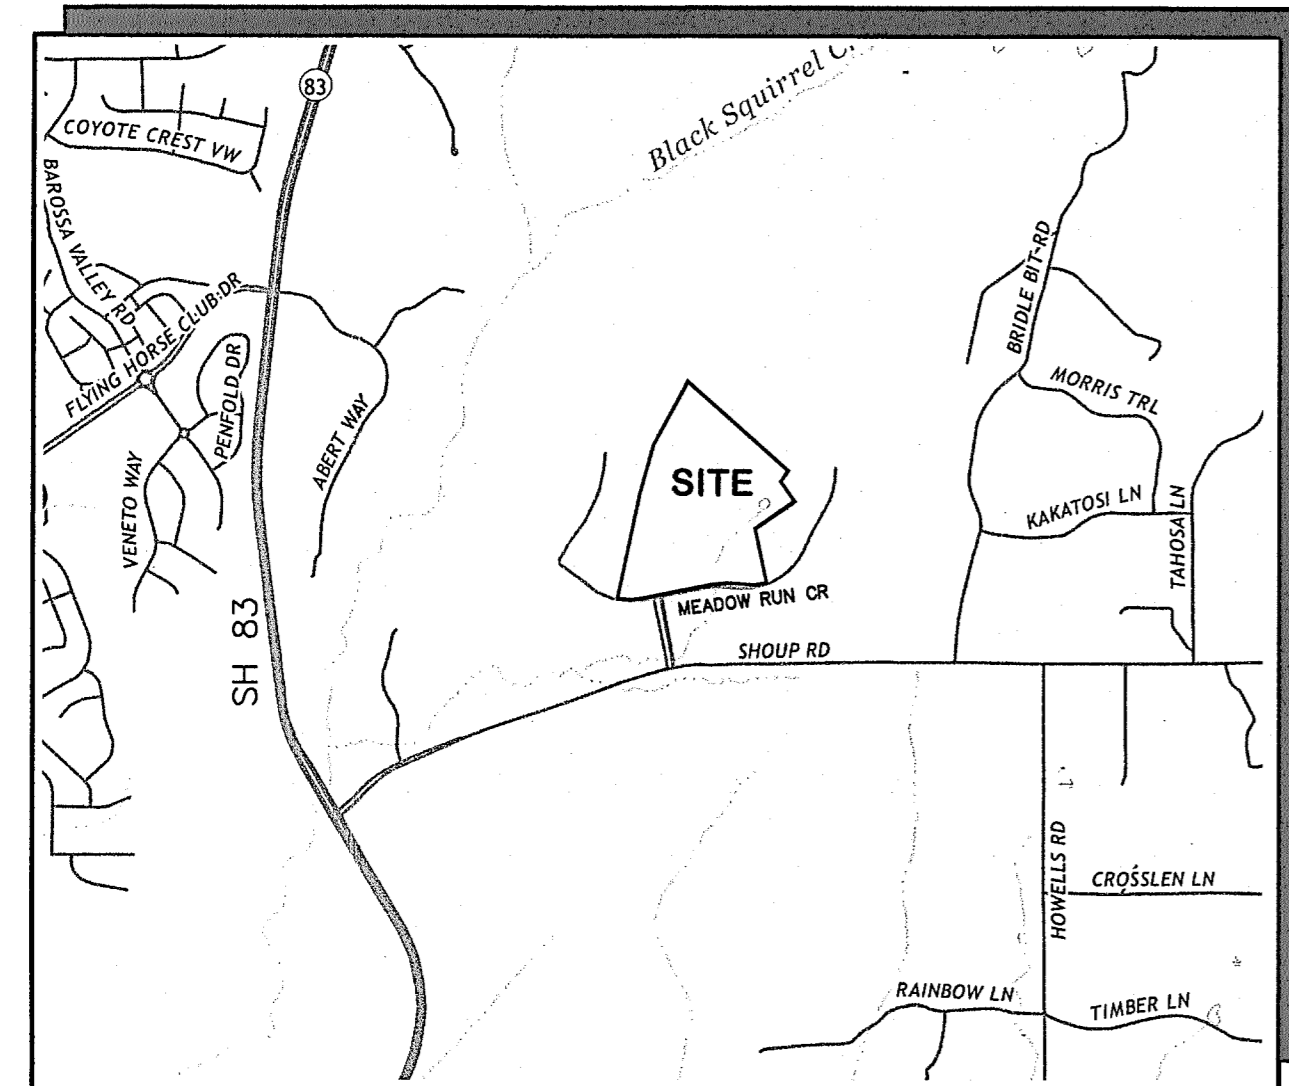 83
Black Squirrel C
COYOTE CREST VW
BAROSSA VALLEY RD
FLYING HORSE CLUB DR
PENFOLD DR
ABERT WAY
VENETO WAY
BRIDLE BIT RD
MORRIS TRL
SITE
KAKATOSI LN
TAHOSA LN
MEADOW RUN CR
SH 83
SHOUP RD
HOWELLS RD
CROSSLEN LN
RAINBOW LN
TIMBER LN